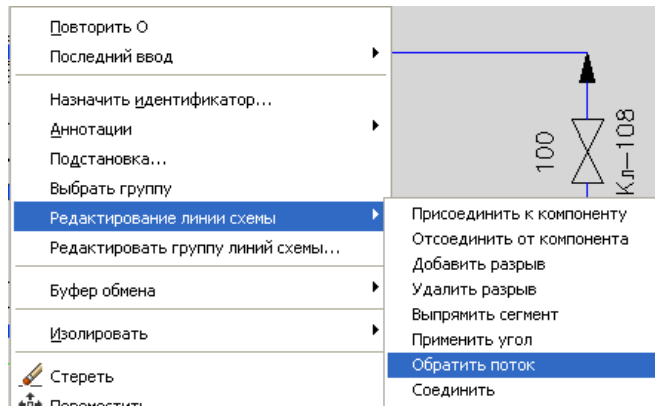 Повторить О
Последний ввод
Назначить идентификатор...
Аннотации
Подстановка...
Выбрать группу
Редактирование линии схемы
Редактировать группу линий схемы...
Буфер обмена
Изолировать
Стереть
Переместить
Присоединить к компоненту
Отсоединить от компонента
Добавить разрыв
Удалить разрыв
Выпрямить сегмент
Применить угол
Обратить поток
Соединить
100
Кл-108